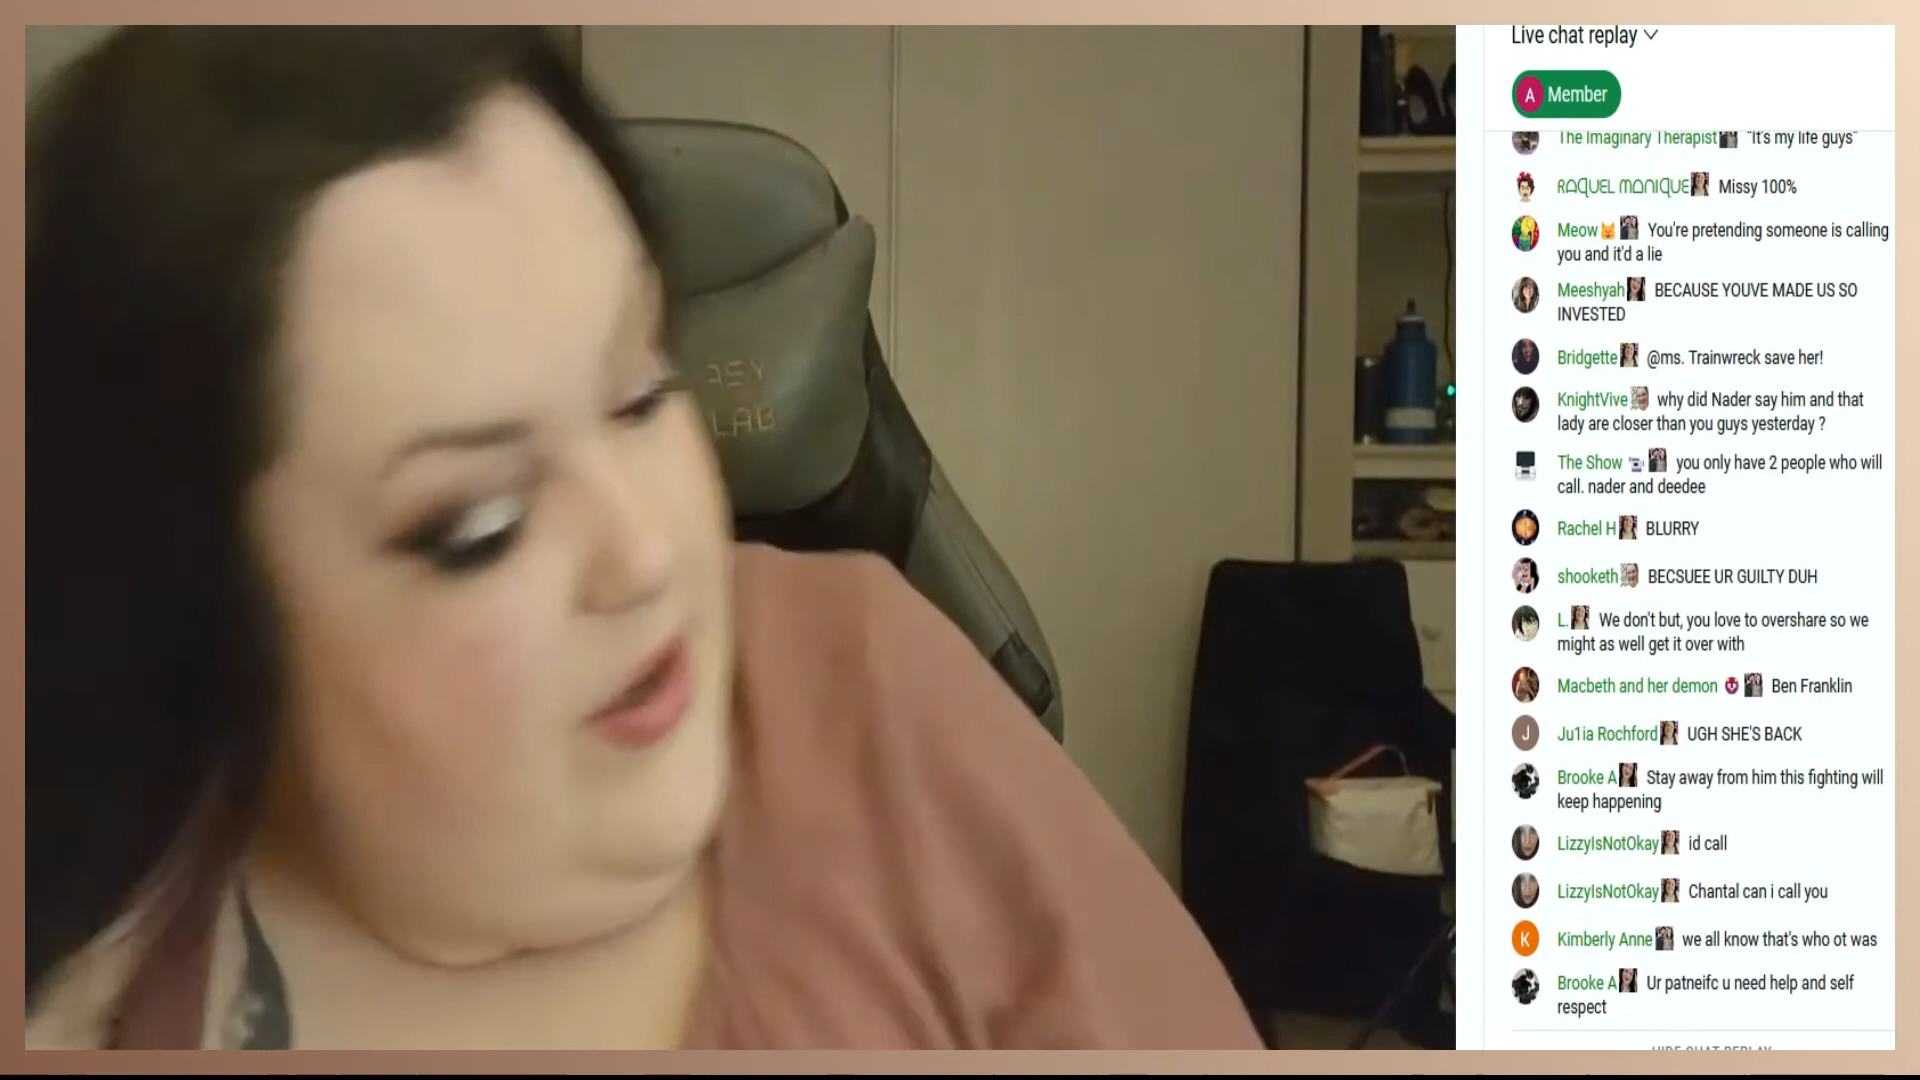 Live chat replay
A Member
The Imaginary Therapist "It's my life guys"
RAQUEL MONIQUE Missy 100%
Meow You're pretending someone is calling
you and it'd a lie
Meeshyah BECAUSE YOUVE MADE US SO
INVESTED
Bridgette @ms. Trainwreck save her!
KnightVive why did Nader say him and that
lady are closer than you guys yesterday ?
The Show you only have 2 people who will
call. nader and deedee
Rachel H BLURRY
shooketh BECSUEE UR GUILTY DUH
L. We don't but, you love to overshare so we
might as well get it over with
Macbeth and her demon Ben Franklin
J Ju1ia Rochford UGH SHE'S BACK
Brooke A Stay away from him this fighting will
keep happening
LizzyIsNotOkay id call
LizzyIsNotOkay Chantal can i call you
K Kimberly Anne we all know that's who ot was
Brooke A Ur patneifc u need help and self
respect
HIDE CHAT REPLAY
LAB